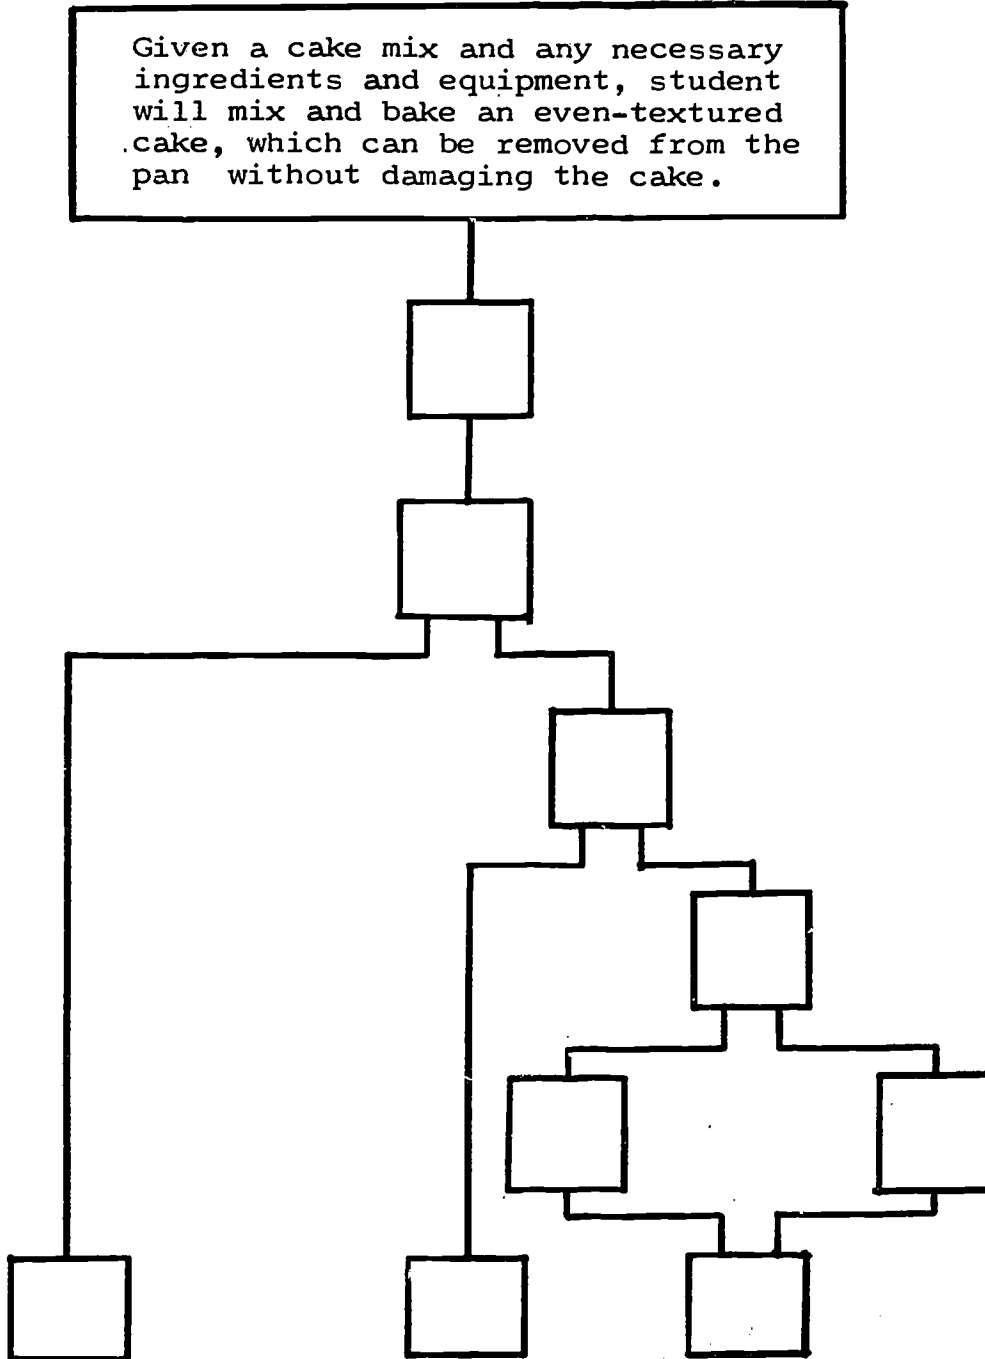 Given a cake mix and any necessary
ingredients and equipment, student
will mix and bake an even-textured
cake, which can be removed from the
pan without damaging the cake.